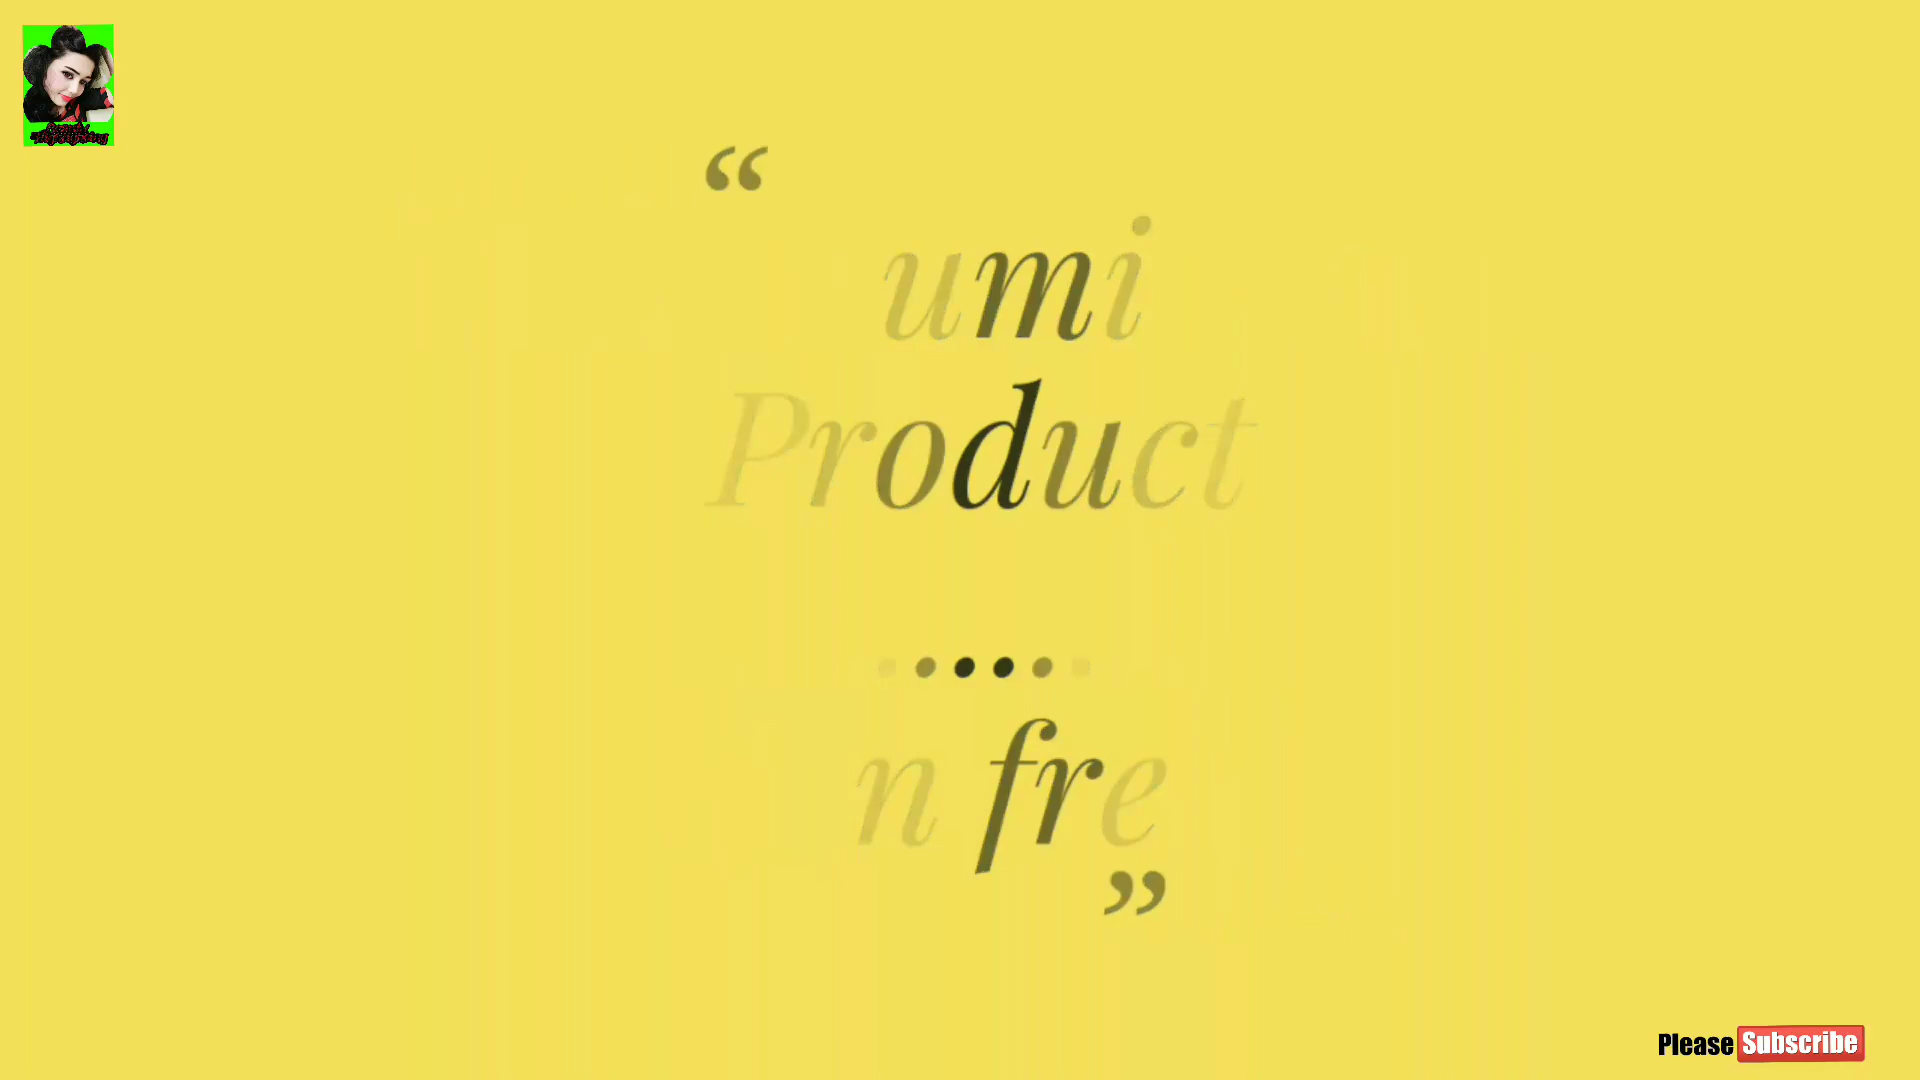 “
umi
Product
......
n fre
”
Please Subscribe